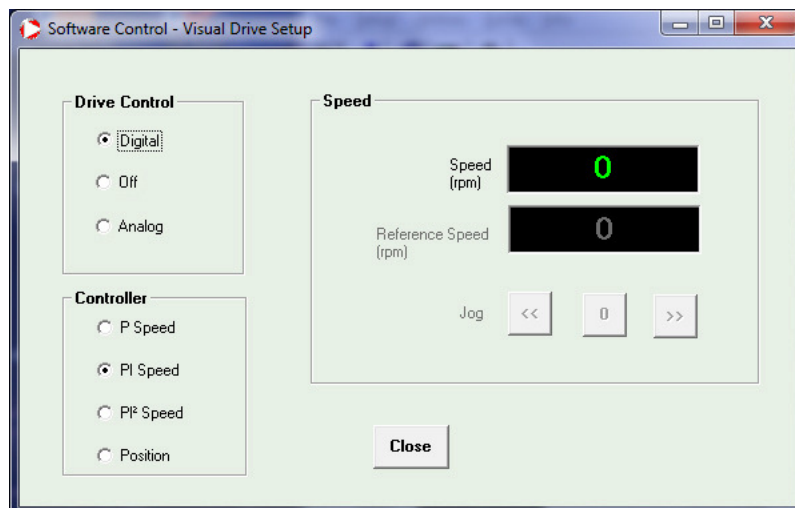 Software Control - Visual Drive Setup
Drive Control
Digital
Off
Analog
Controller
P Speed
PI Speed
PI² Speed
Position
Speed
Speed
(rpm)
0
Reference Speed
(rpm)
0
Jog << 0 >>
Close